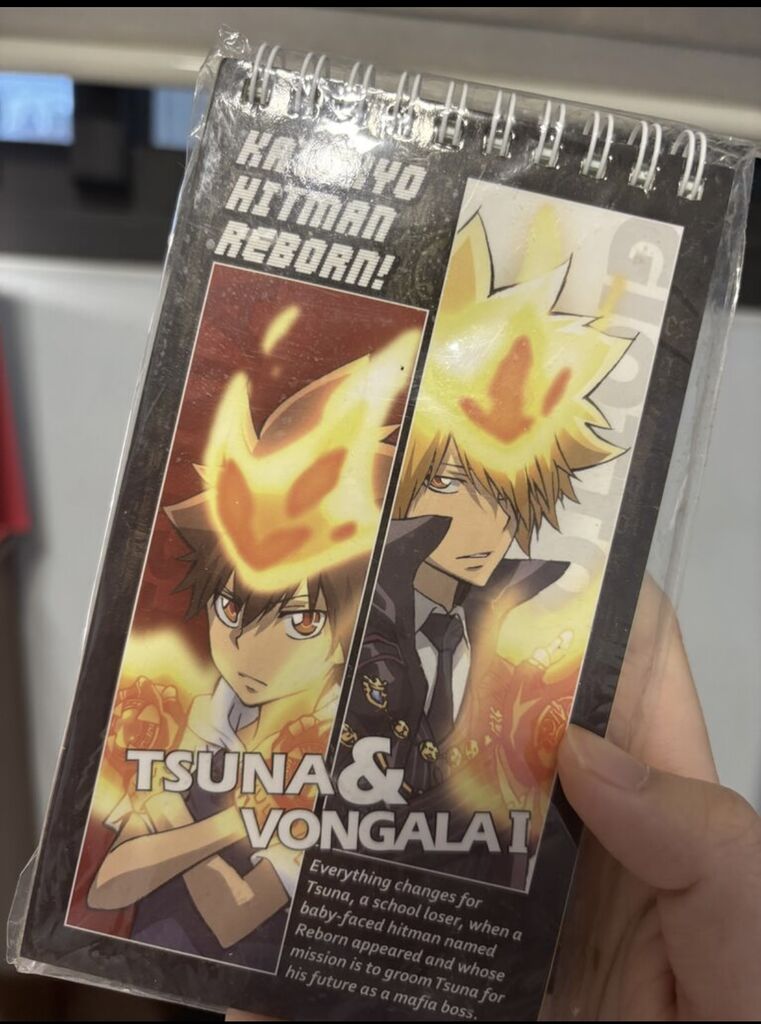 HITMAN
REBORN!
TSUNA &
VONGALA I
Everything changes for
Tsuna, a school loser, when a
baby-faced hitman named
Reborn appeared and whose
mission is to groom Tsuna for
his future as a mafia boss.